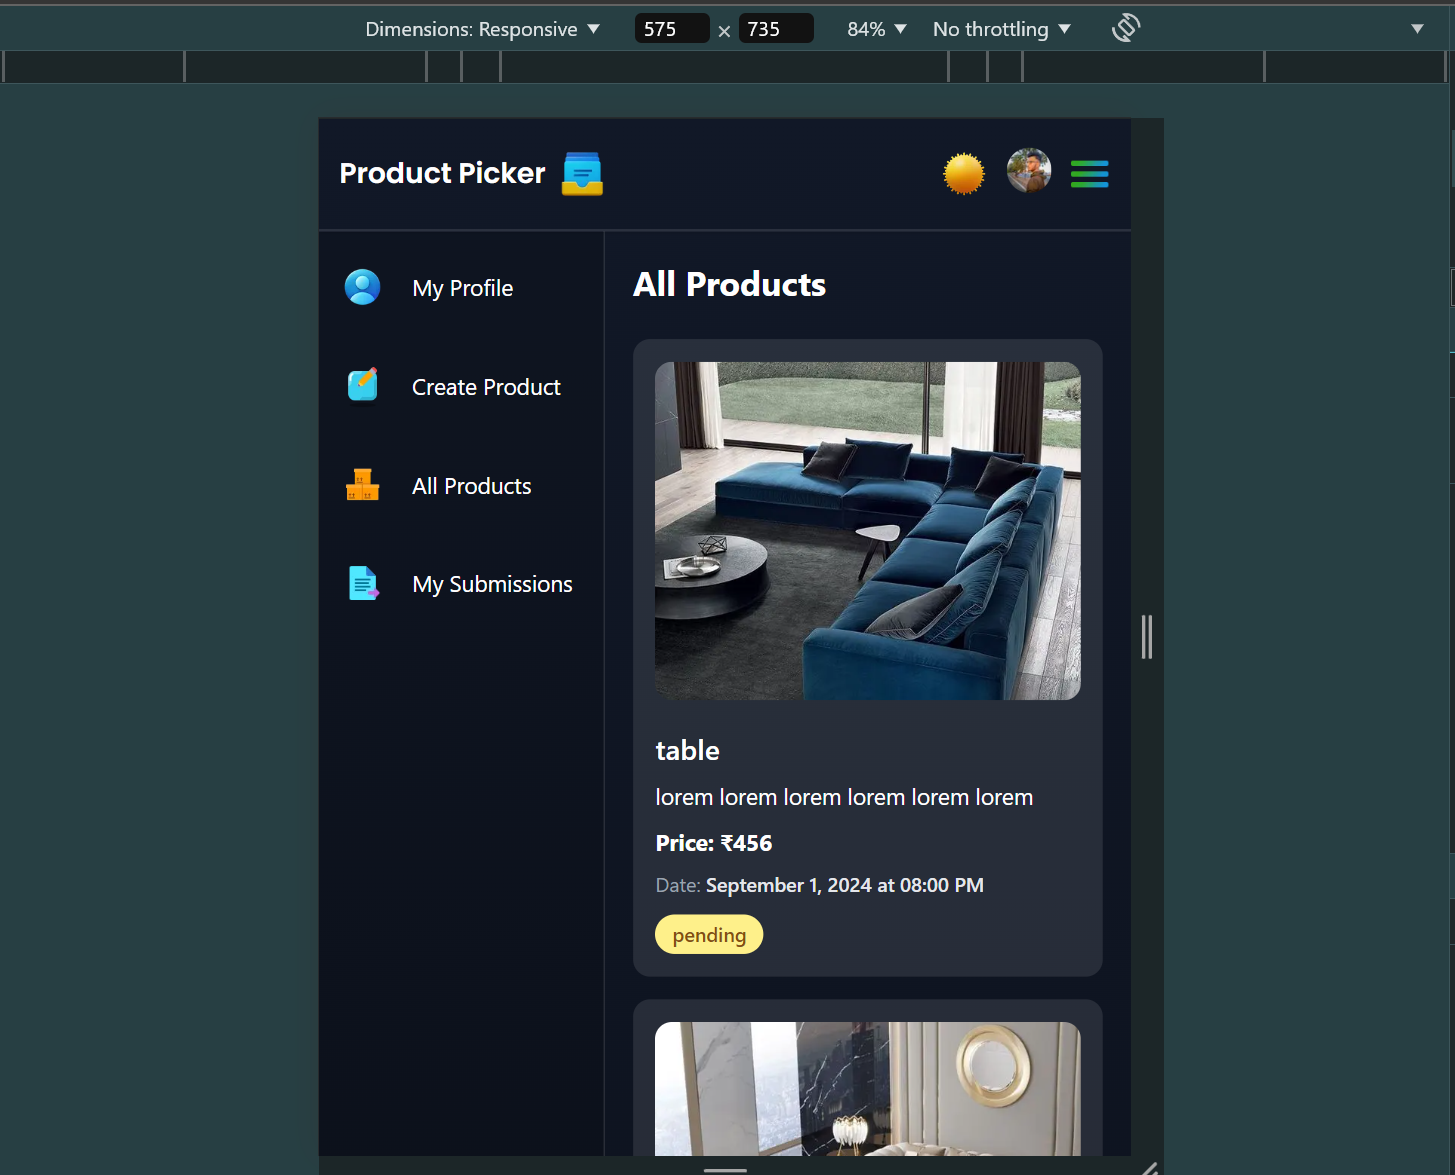 Dimensions: Responsive ▼ 575 × 735 84% ▼ No throttling ▼
Product Picker
My Profile
Create Product
All Products
My Submissions
All Products
table
lorem lorem lorem lorem lorem lorem
Price: ₹456
Date: September 1, 2024 at 08:00 PM
pending